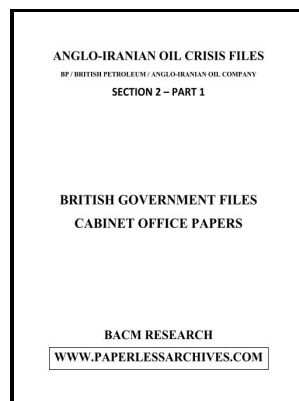 ANGLO-IRANIAN OIL CRISIS FILES
BP / BRITISH PETROLEUM / ANGLO-IRANIAN OIL COMPANY
SECTION 2 – PART 1
BRITISH GOVERNMENT FILES
CABINET OFFICE PAPERS
BACM RESEARCH
WWW.PAPERLESSARCHIVES.COM